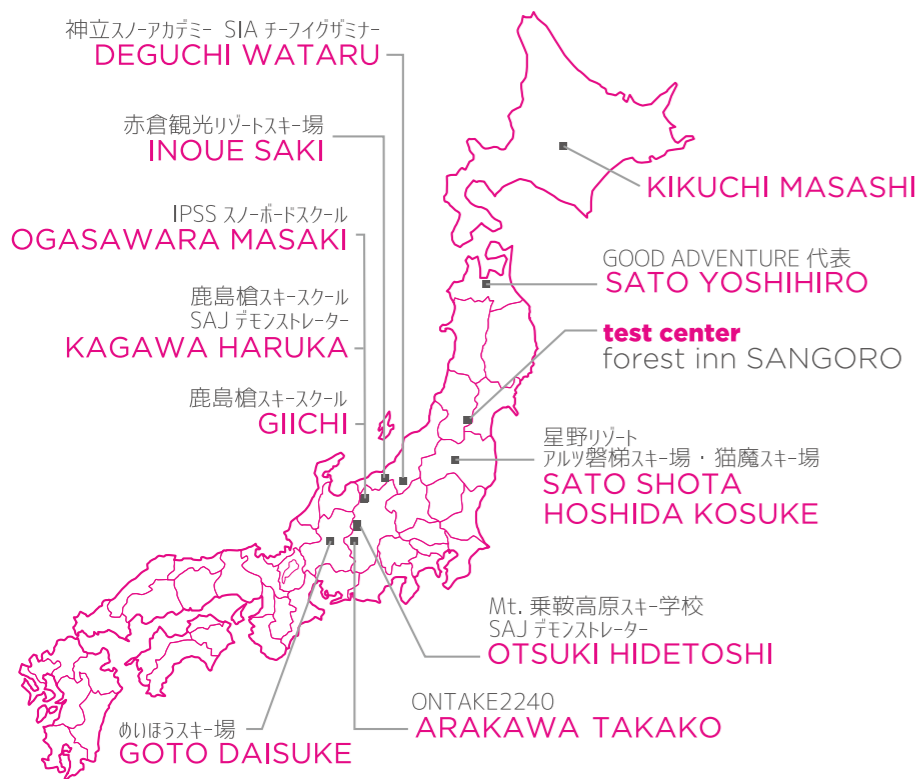 神立スノーアカデミー SIA チーフイグザミナー
DEGUCHI WATARU
赤倉観光リゾートスキー場
INOUE SAKI
IPSS スノーボードスクール
OGASAWARA MASAKI
鹿島槍スキースクール
SAJ デモンストレーター
KAGAWA HARUKA
鹿島槍スキースクール
GIICHI
KIKUCHI MASASHI
GOOD ADVENTURE 代表
SATO YOSHIHIRO
test center
forest inn SANGORO
星野リゾート
アルツ磐梯スキー場・猫魔スキー場
SATO SHOTA
HOSHIDA KOSUKE
Mt. 乗鞍高原スキー学校
SAJ デモンストレーター
OTSUKI HIDETOSHI
ONTAKE2240
ARAKAWA TAKAKO
めいほうスキー場
GOTO DAISUKE